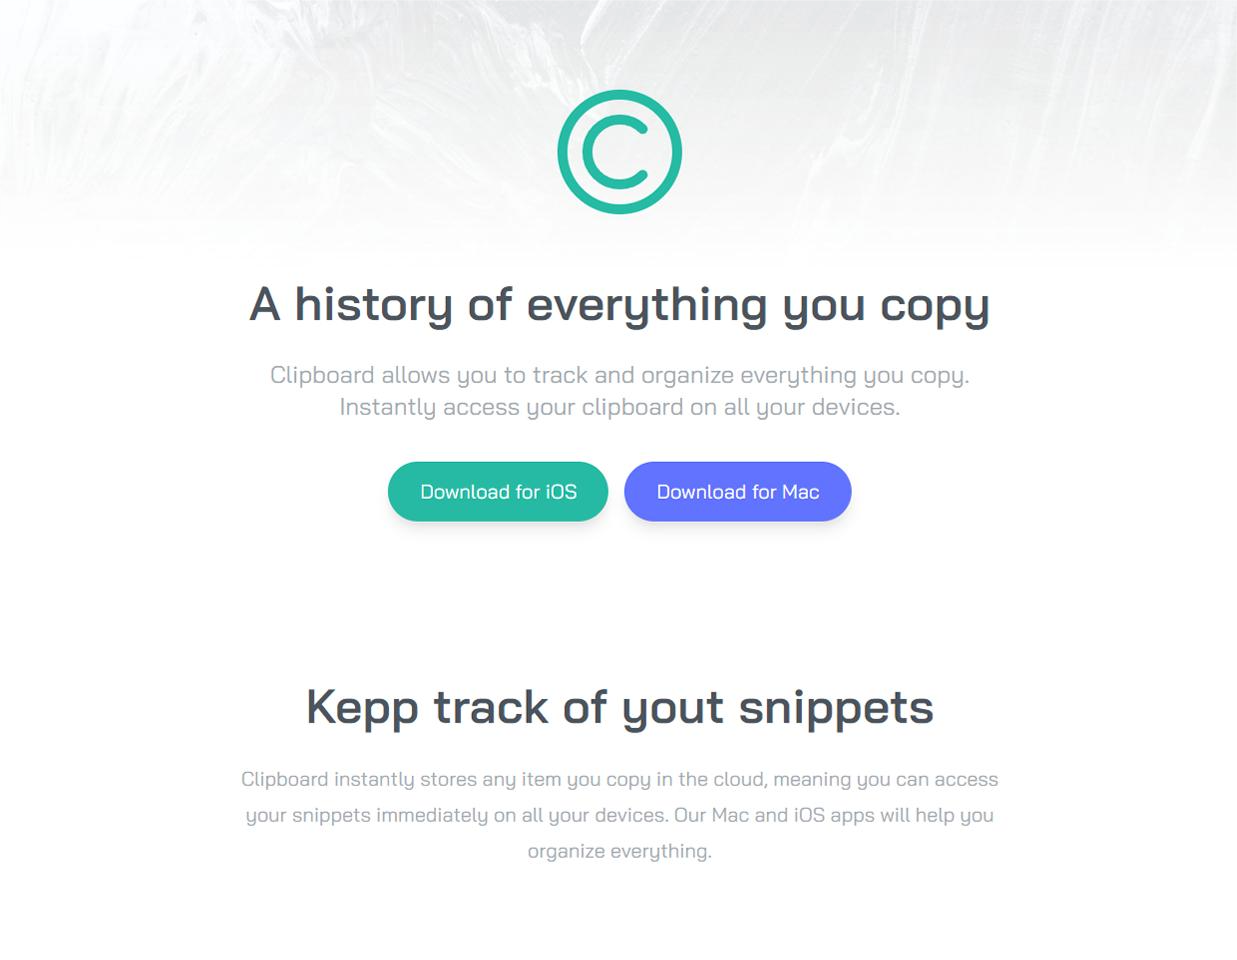 A history of everything you copy
Clipboard allows you to track and organize everything you copy.
Instantly access your clipboard on all your devices.
Download for iOS
Download for Mac
Kepp track of yout snippets
Clipboard instantly stores any item you copy in the cloud, meaning you can access
your snippets immediately on all your devices. Our Mac and iOS apps will help you
organize everything.